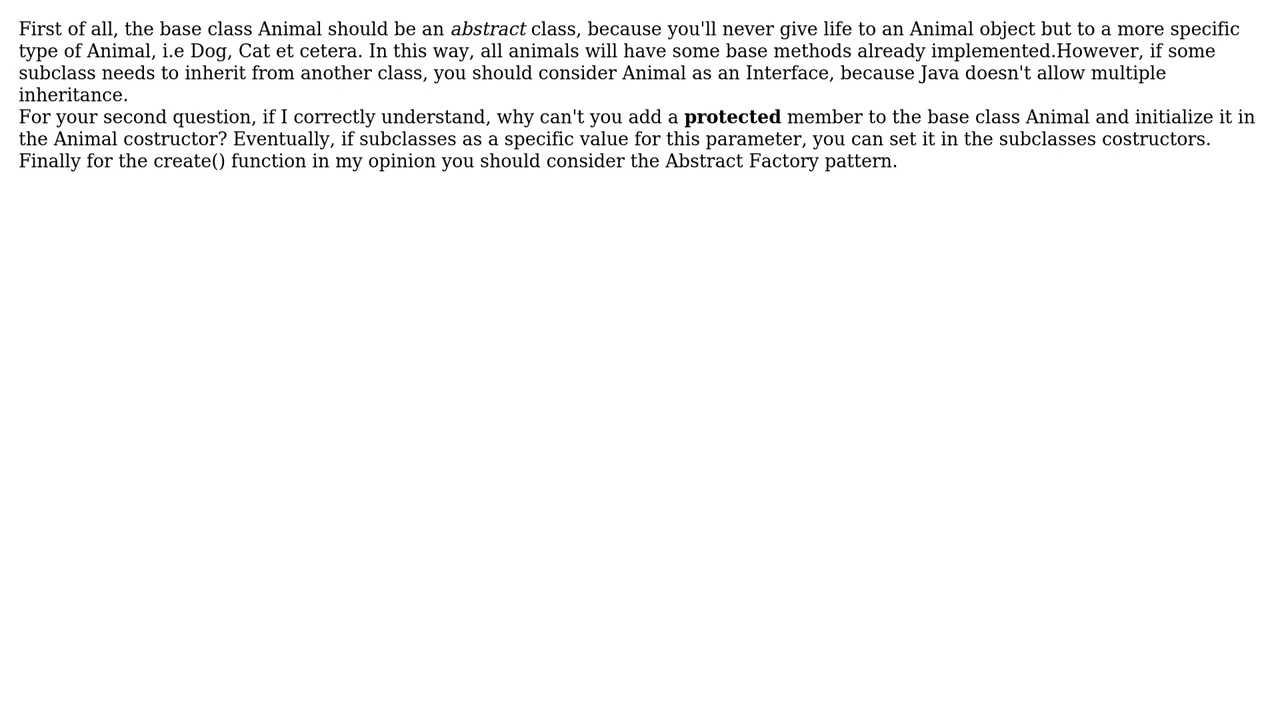 First of all, the base class Animal should be an abstract class, because you'll never give life to an Animal object but to a more specific
type of Animal, i.e Dog, Cat et cetera. In this way, all animals will have some base methods already implemented.However, if some
subclass needs to inherit from another class, you should consider Animal as an Interface, because Java doesn't allow multiple
inheritance.
For your second question, if I correctly understand, why can't you add a protected member to the base class Animal and initialize it in
the Animal costructor? Eventually, if subclasses as a specific value for this parameter, you can set it in the subclasses costructors.
Finally for the create() function in my opinion you should consider the Abstract Factory pattern.